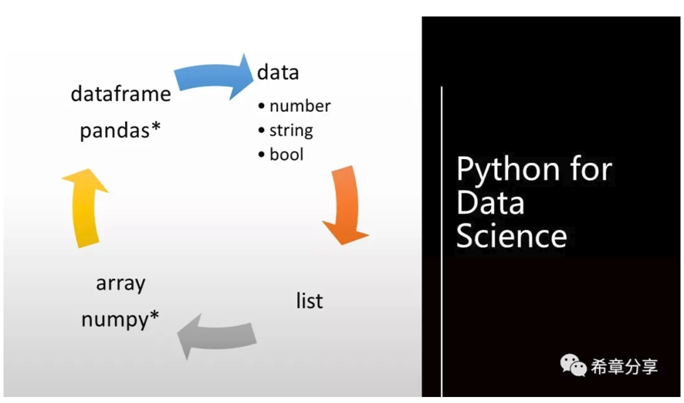 dataframe
pandas*
data
• number
• string
• bool
list
array
numpy*
Python for
Data
Science
希章分享